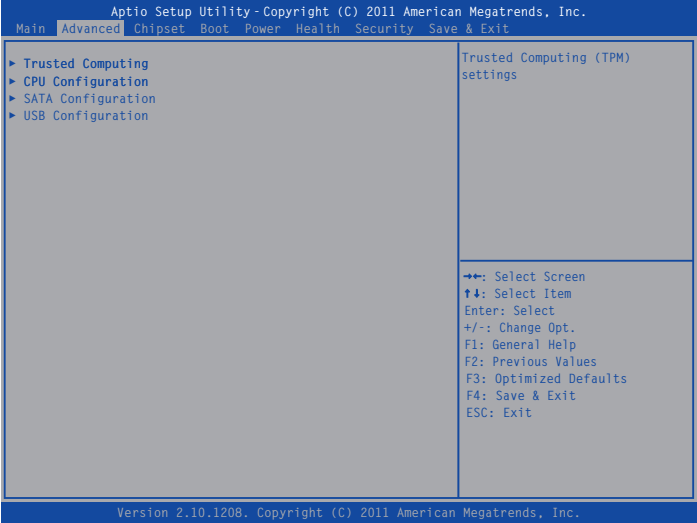 Aptio Setup Utility - Copyright (C) 2011 American Megatrends, Inc.
Main Advanced Chipset Boot Power Health Security Save & Exit
► Trusted Computing
► CPU Configuration
► SATA Configuration
► USB Configuration
Trusted Computing (TPM)
settings
→←: Select Screen
↑↓: Select Item
Enter: Select
+/-: Change Opt.
F1: General Help
F2: Previous Values
F3: Optimized Defaults
F4: Save & Exit
ESC: Exit
Version 2.10.1208. Copyright (C) 2011 American Megatrends, Inc.